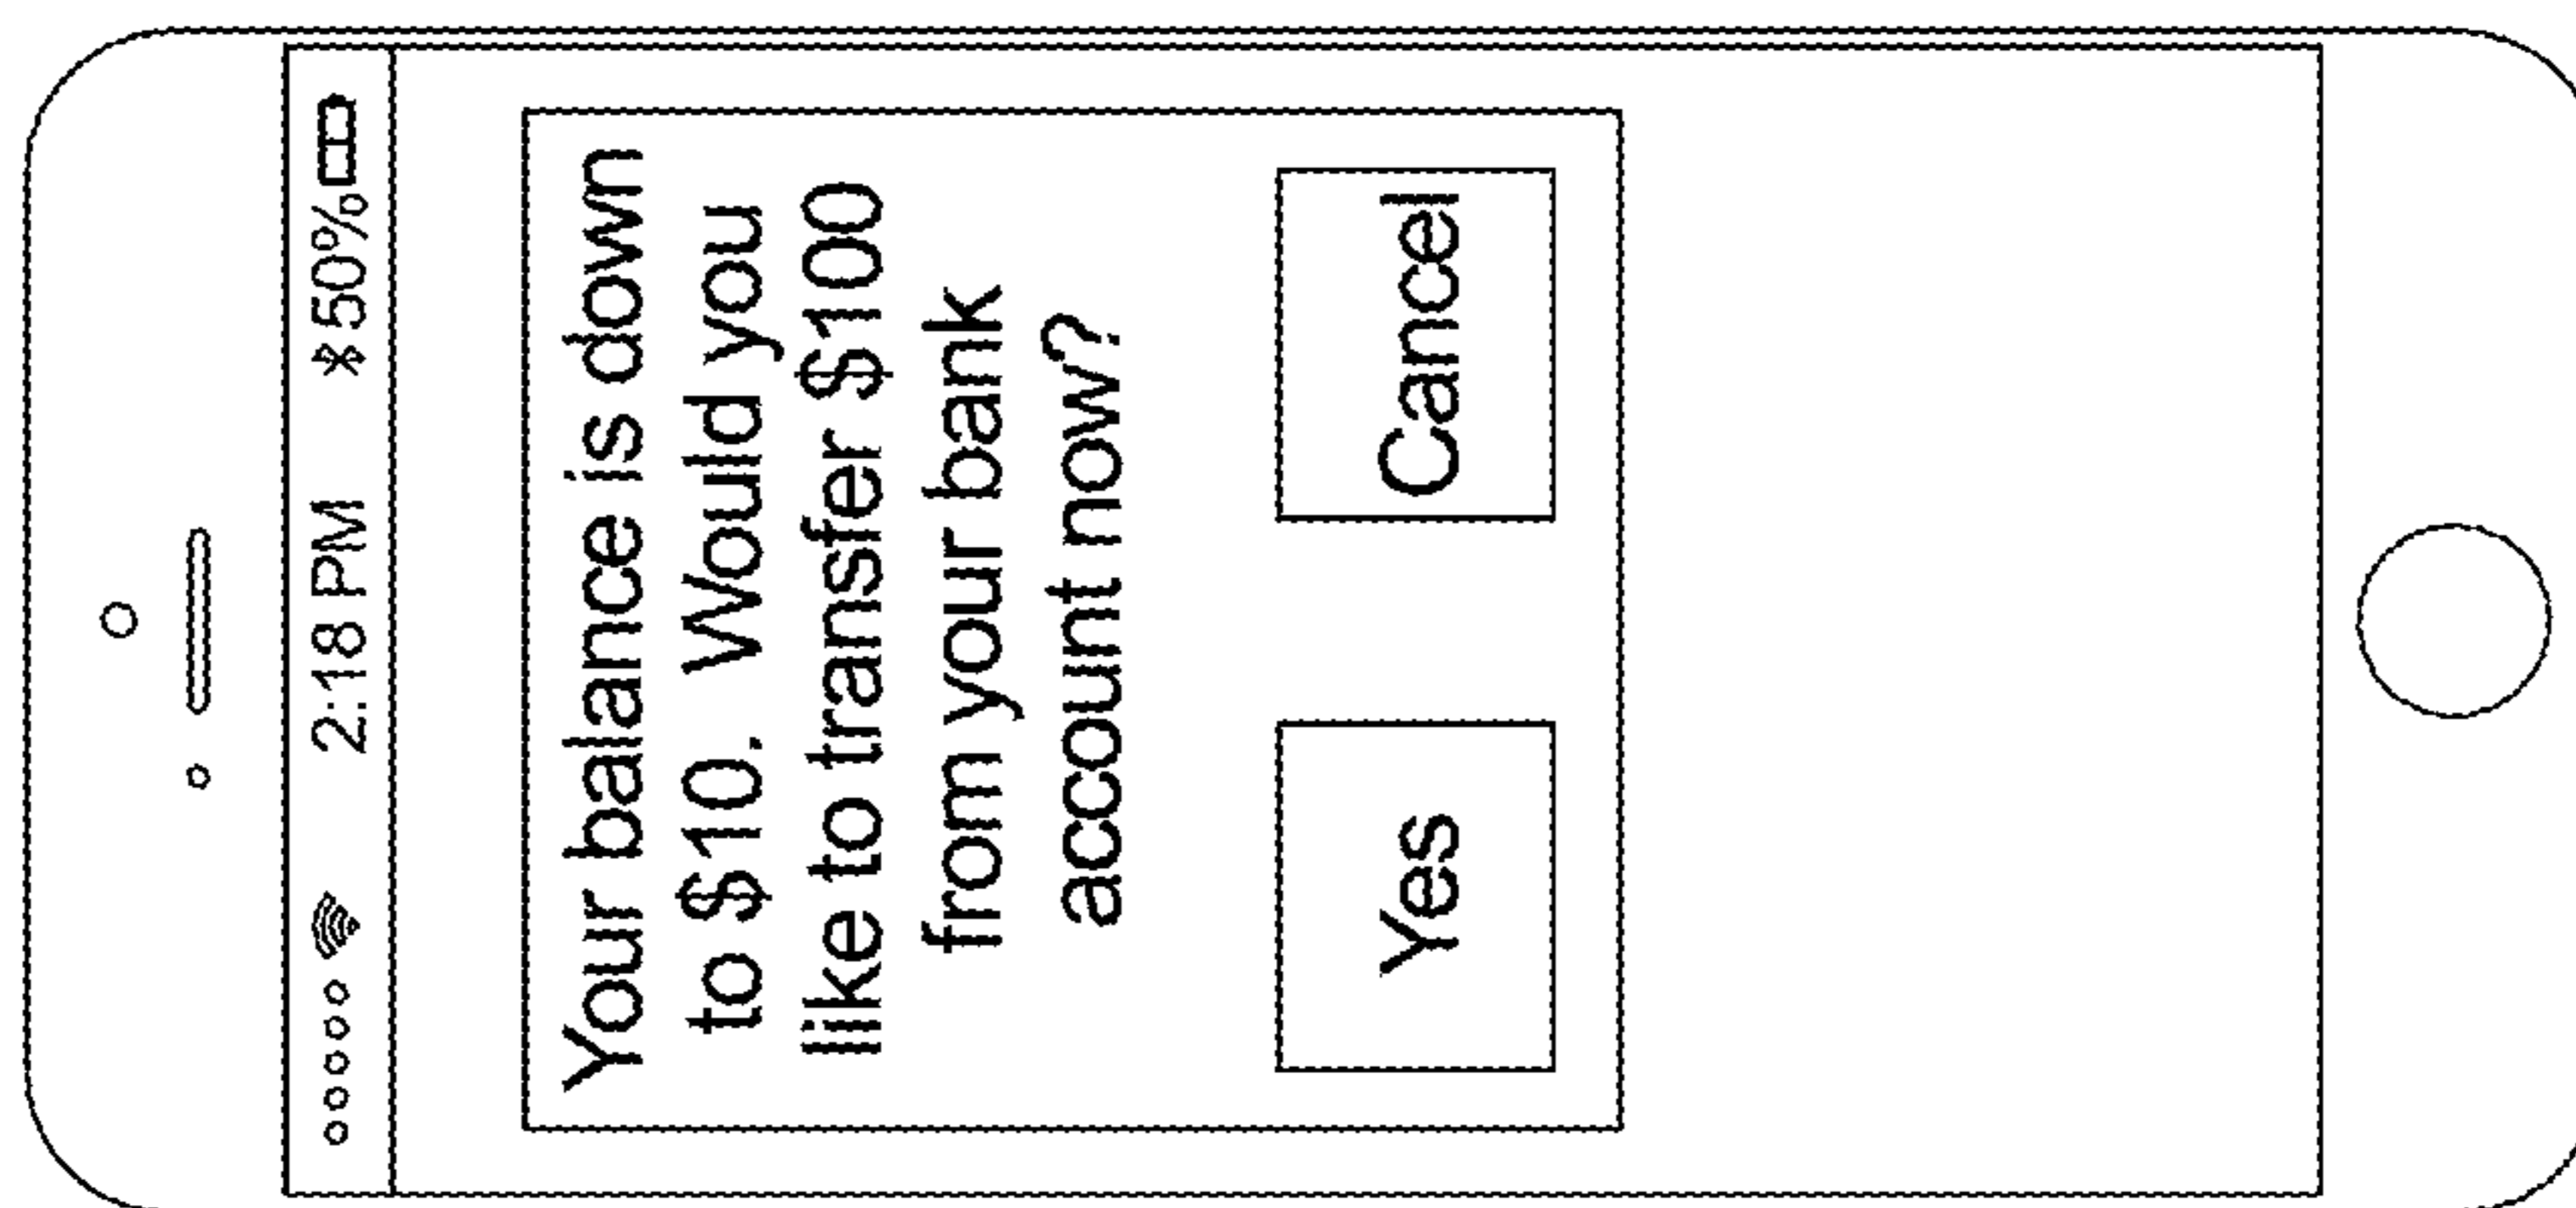 2:18 PM 50%
Your balance is down
to $10. Would you
like to transfer $100
from your bank
account now?
Yes Cancel